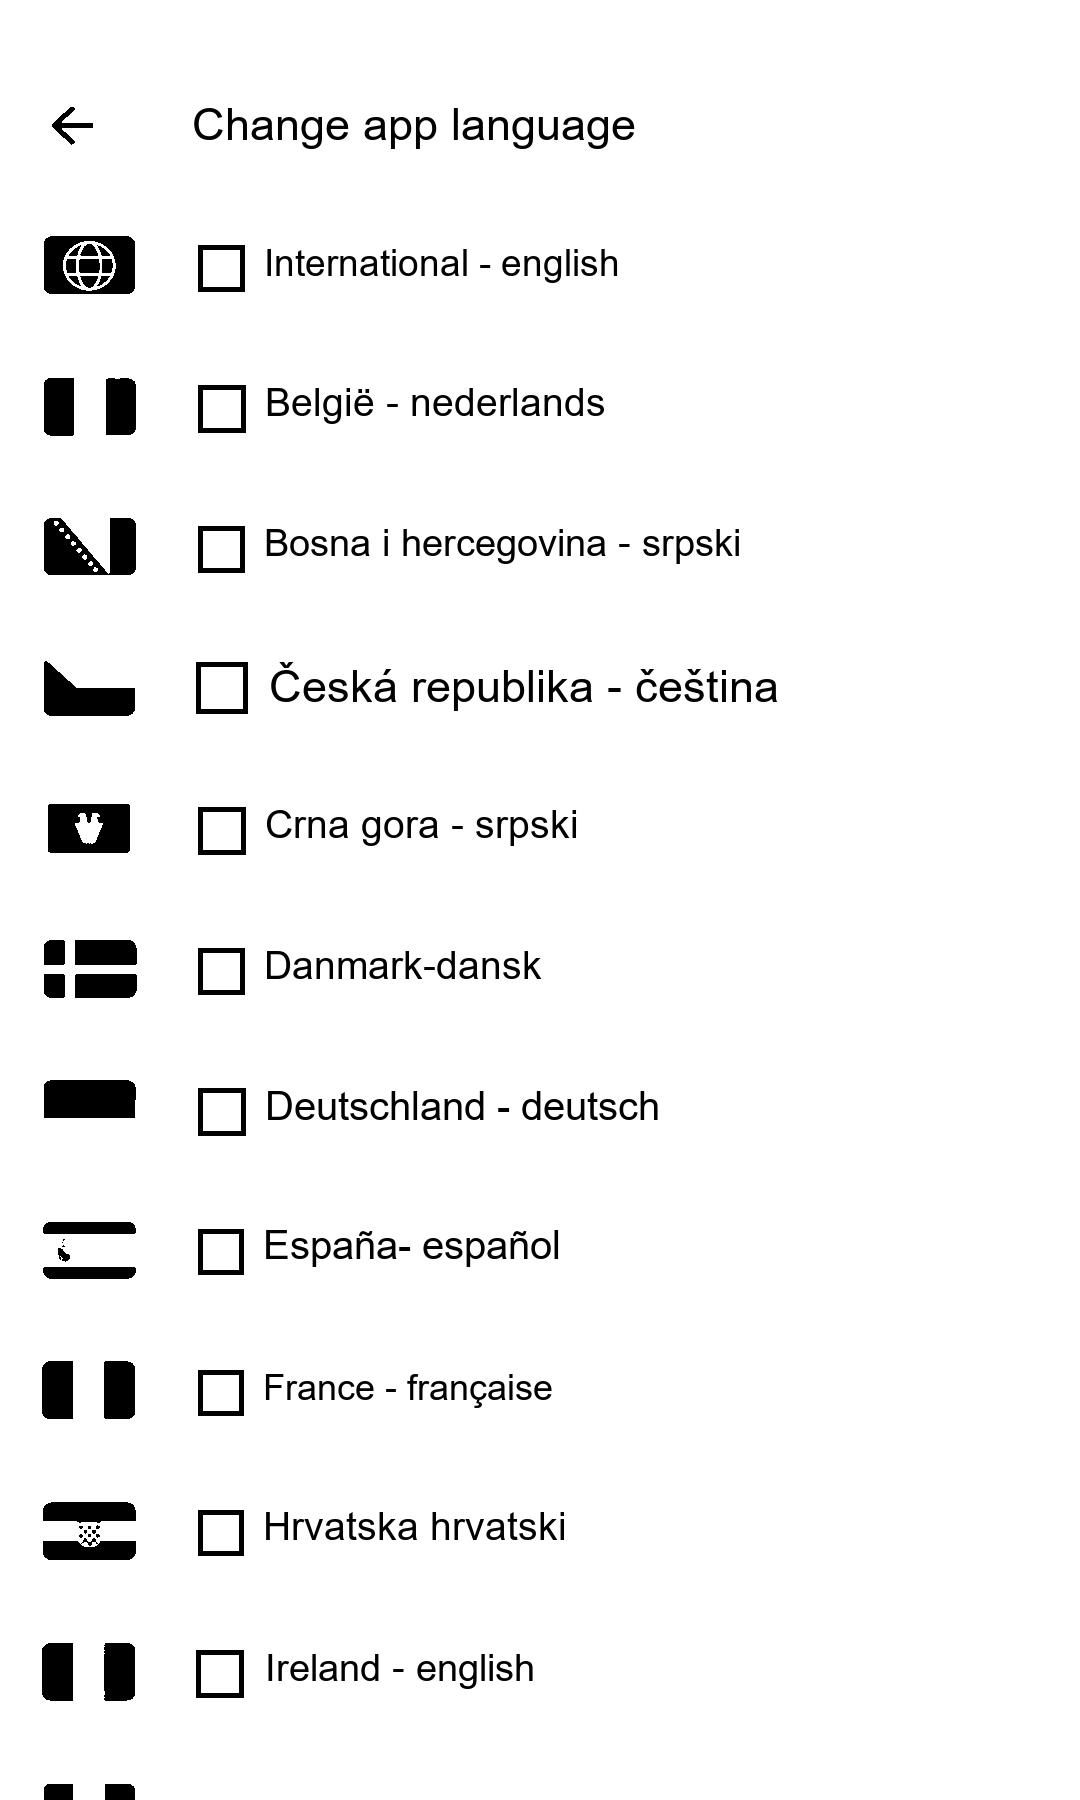 Change app language
International - english
België - nederlands
Bosna i hercegovina - srpski
Česká republika - čeština
Crna gora - srpski
Danmark-dansk
Deutschland - deutsch
España- español
France - française
Hrvatska hrvatski
Ireland - english